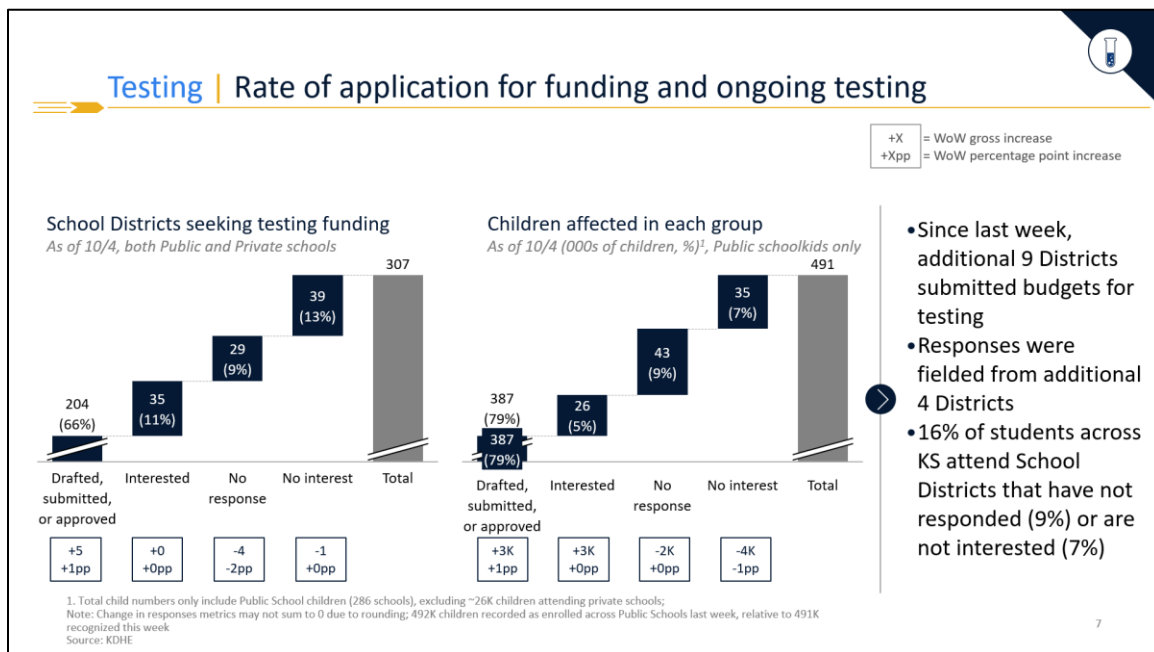 Testing | Rate of application for funding and ongoing testing
+X = WoW gross increase
+Xpp = WoW percentage point increase
School Districts seeking testing funding
As of 10/4, both Public and Private schools
204
(66%)
35
(11%)
29
(9%)
39
(13%)
307
Drafted,
submitted,
or approved
Interested
No
response
No interest
Total
+5
+1pp
+0
+0pp
-4
-2pp
-1
+0pp
Children affected in each group
As of 10/4 (000s of children, %)¹, Public schoolkids only
387
(79%)
387
(79%)
26
(5%)
43
(9%)
35
(7%)
491
Drafted,
submitted,
or approved
Interested
No
response
No interest
Total
+3K
+1pp
+3K
+0pp
-2K
+0pp
-4K
-1pp
•Since last week,
additional 9 Districts
submitted budgets for
testing
•Responses were
fielded from additional
4 Districts
•16% of students across
KS attend School
Districts that have not
responded (9%) or are
not interested (7%)
1. Total child numbers only include Public School children (286 schools), excluding ~26K children attending private schools;
Note: Change in responses metrics may not sum to 0 due to rounding; 492K children recorded as enrolled across Public Schools last week, relative to 491K
recognized this week
Source: KDHE
7